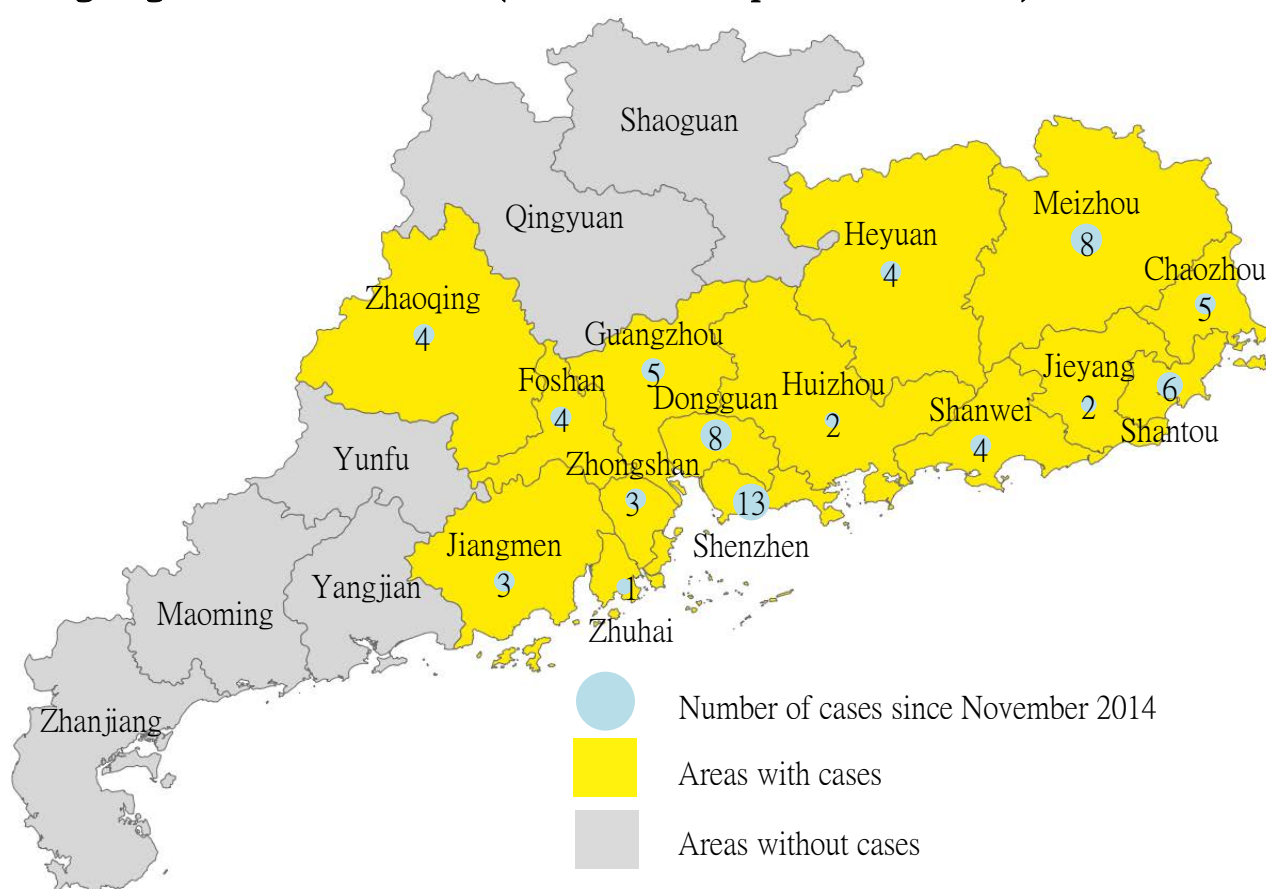 Shaoguan
Meizhou
8
Qingyuan
Heyuan
4
Chaozhou
5
Zhaoqing
4
Guangzhou
5
Foshan
4
Dongguan
8
Huizhou
2
Jieyang
2
6
Shantou
Shanwei
4
Yunfu
Zhongshan
3
13
Shenzhen
Jiangmen
3
Yangjian
1
Zhuhai
Maoming
Zhanjiang
Number of cases since November 2014
Areas with cases
Areas without cases